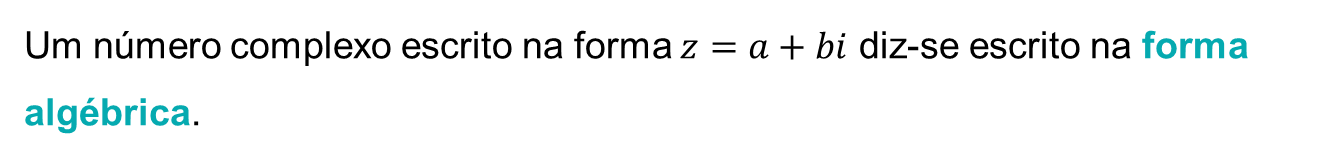 Um número complexo escrito na forma z = a + bi diz-se escrito na forma
algébrica.